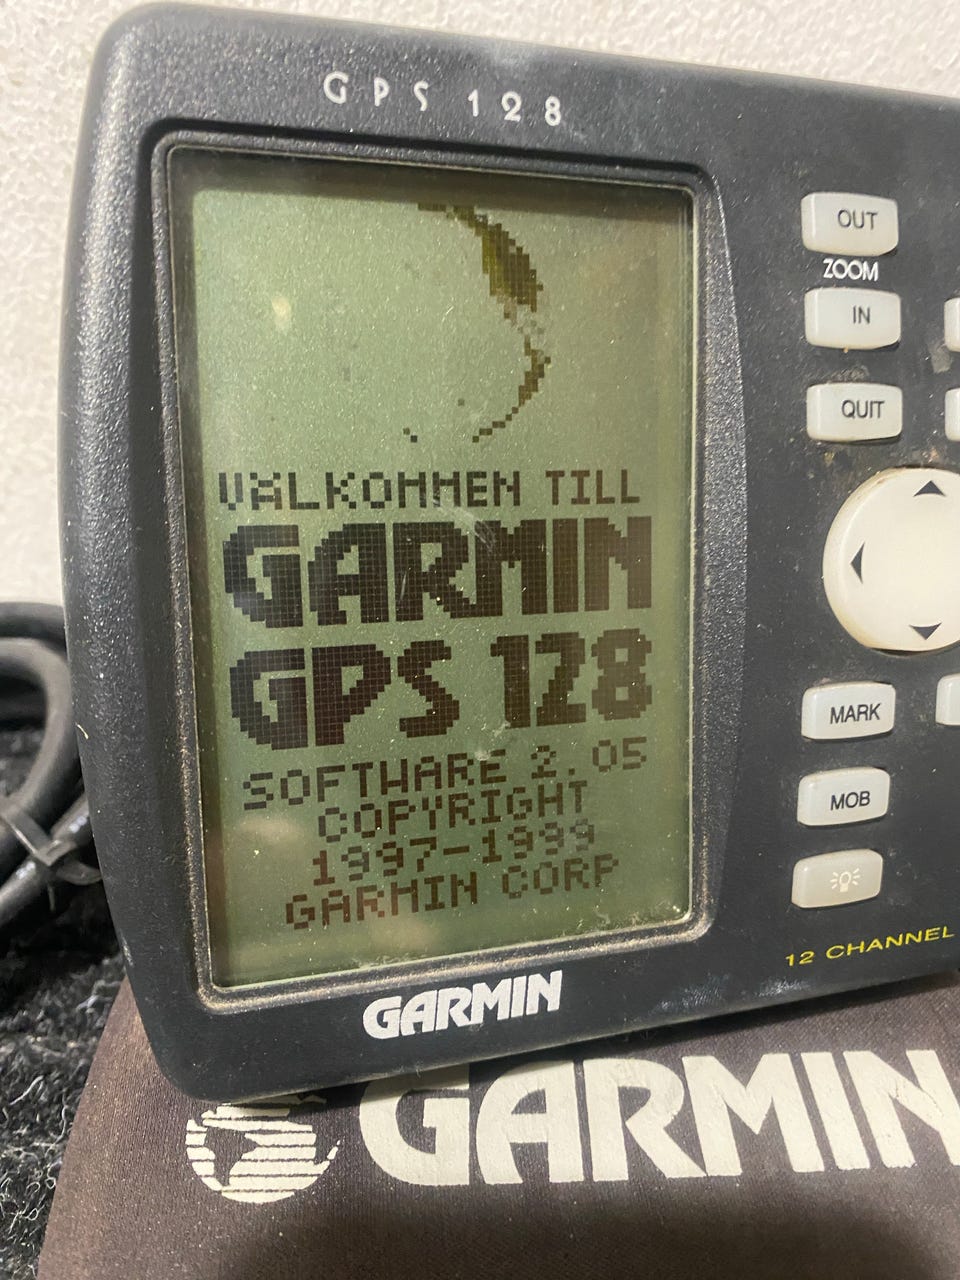 GPS 128
OUT
ZOOM
IN
QUIT
VÄLKOMMEN TILL
GARMIN
GPS 128
SOFTWARE 2.05
COPYRIGHT
1997-1999
GARMIN CORP
MARK
MOB
12 CHANNEL
GARMIN
GARMIN